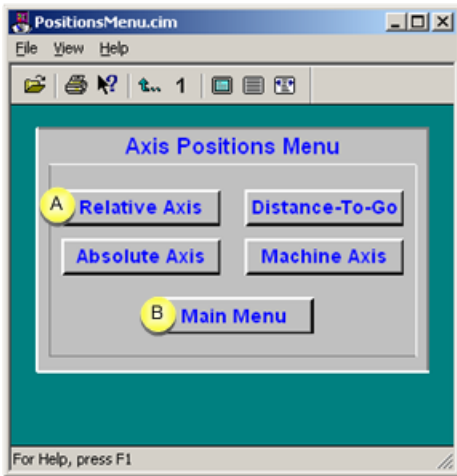 PositionsMenu.cim
File View Help
1
Axis Positions Menu
A Relative Axis Distance-To-Go
Absolute Axis Machine Axis
B Main Menu
For Help, press F1